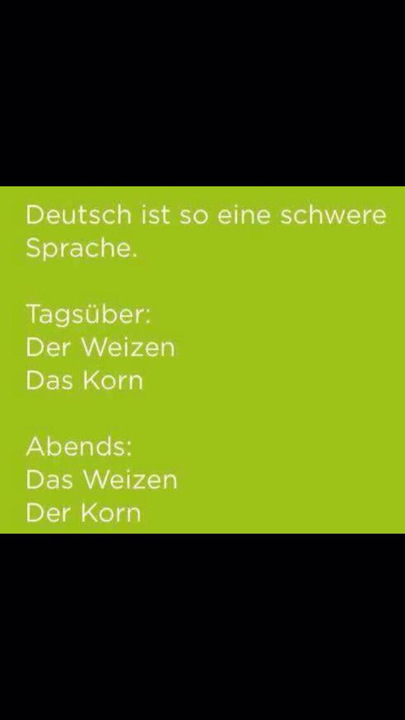 Deutsch ist so eine schwere
Sprache.
Tagsüber:
Der Weizen
Das Korn
Abends:
Das Weizen
Der Korn